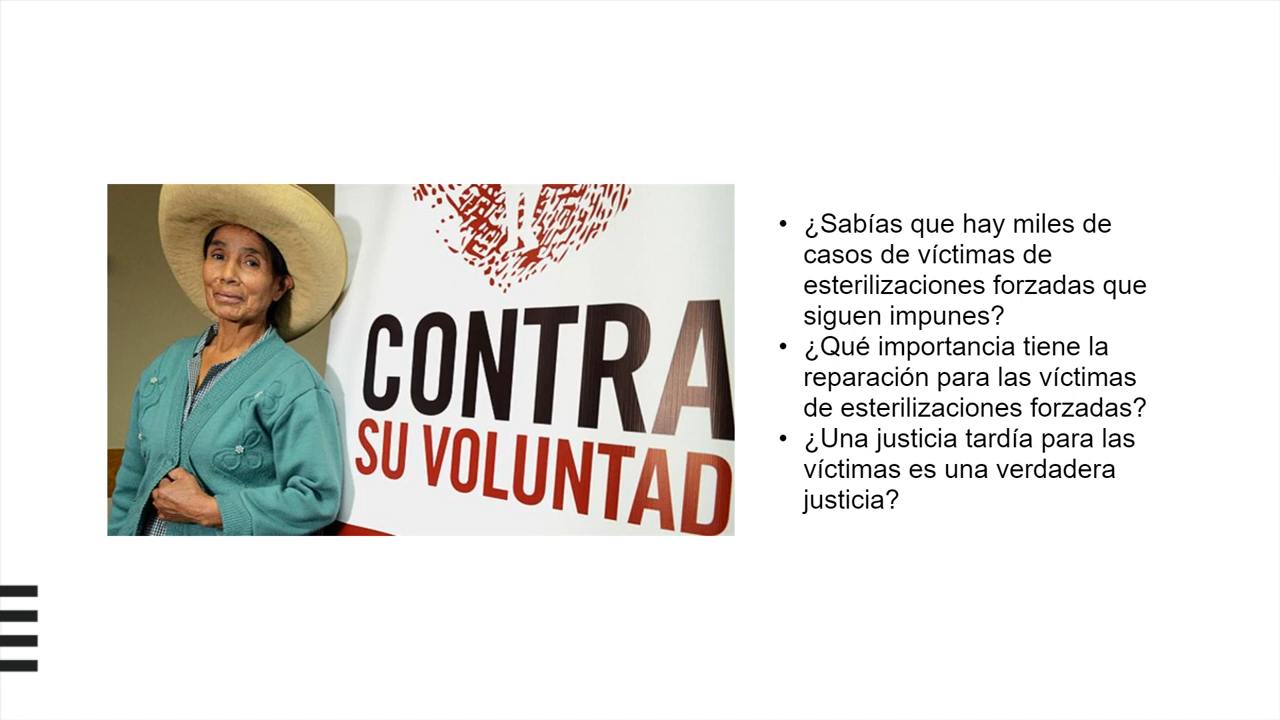 CONTRA
SU VOLUNTAD
• ¿Sabías que hay miles de
casos de víctimas de
esterilizaciones forzadas que
siguen impunes?
• ¿Qué importancia tiene la
reparación para las víctimas
de esterilizaciones forzadas?
• ¿Una justicia tardía para las
víctimas es una verdadera
justicia?